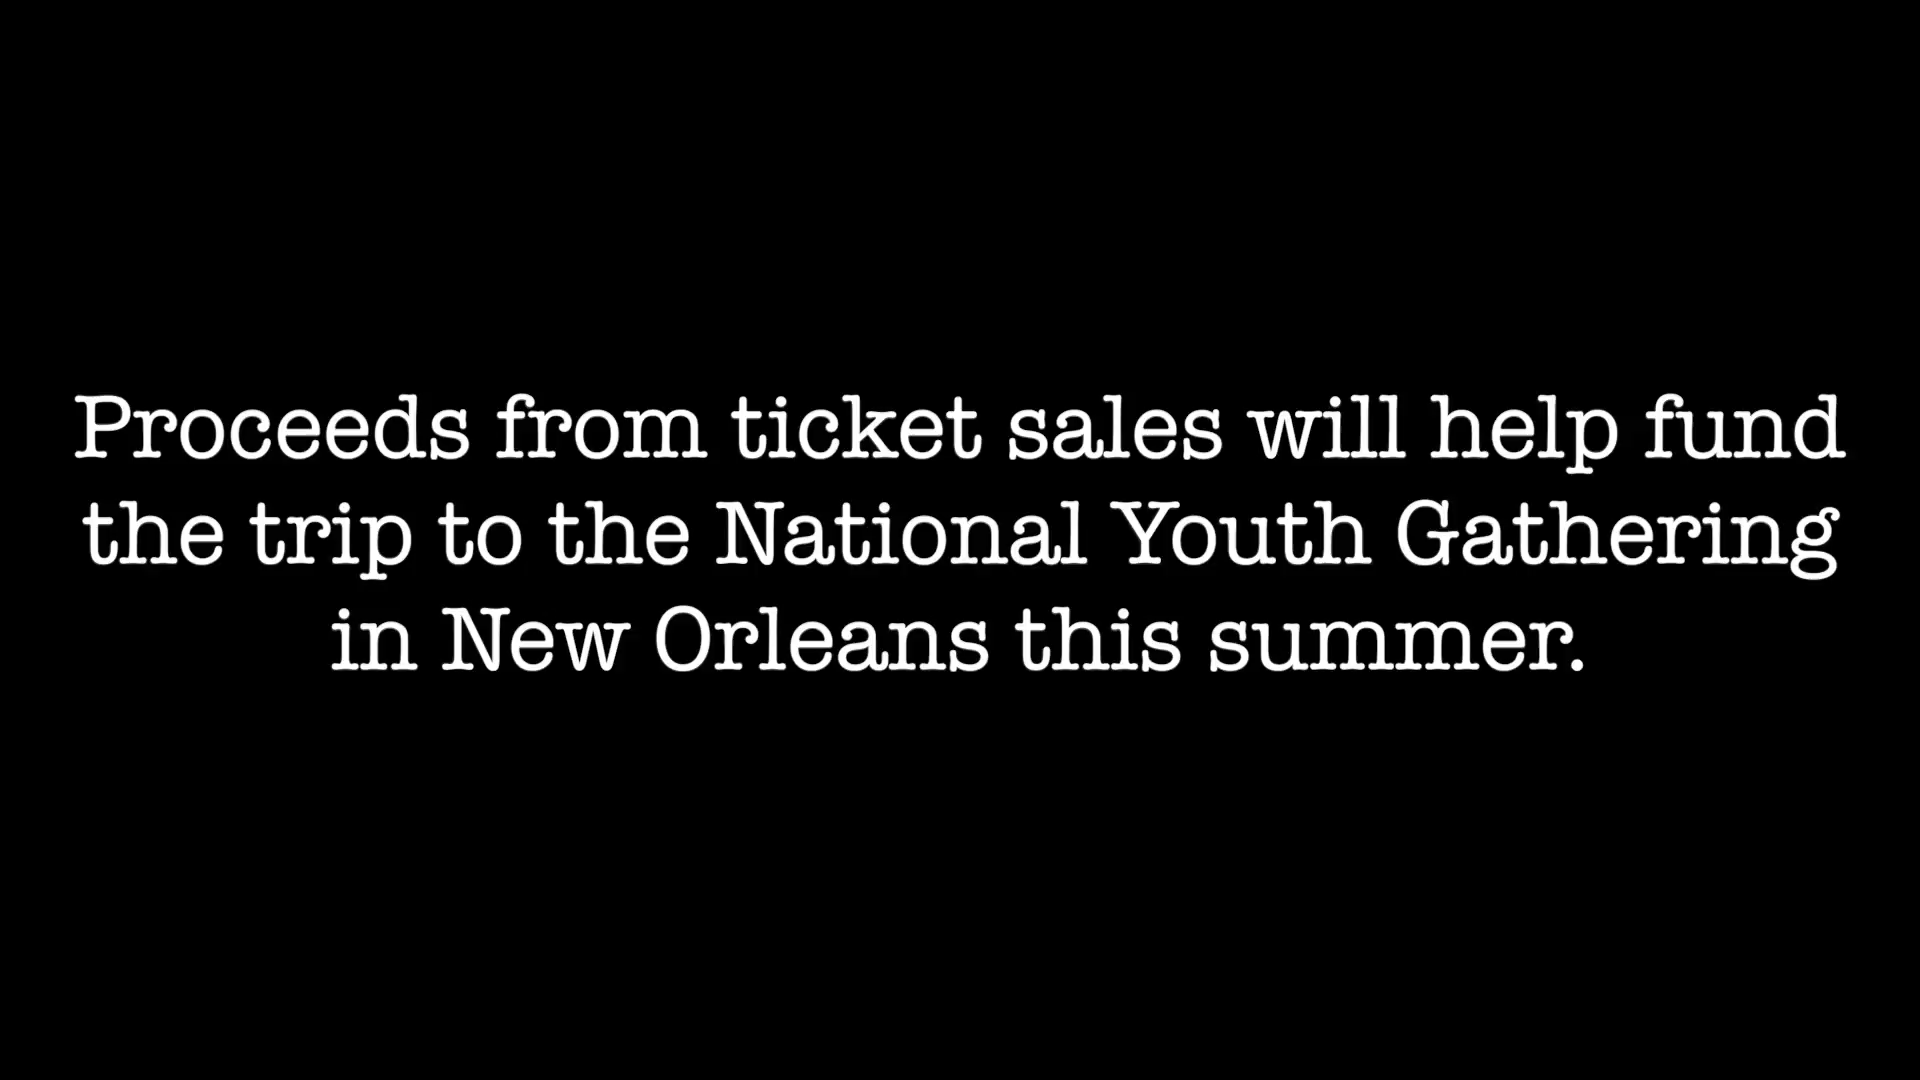 Proceeds from ticket sales will help fund
the trip to the National Youth Gathering
in New Orleans this summer.